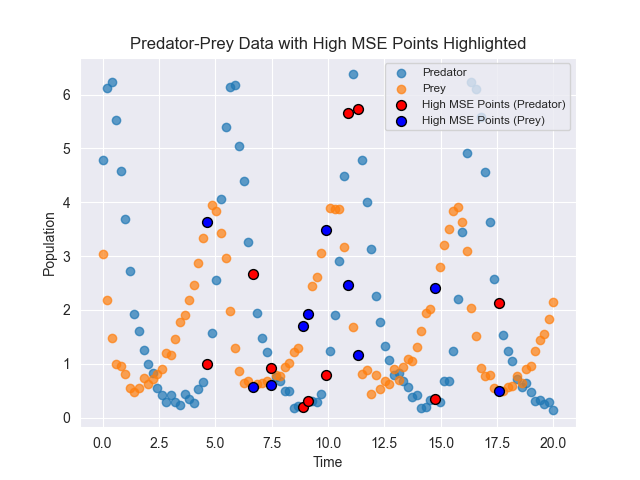 Predator-Prey Data with High MSE Points Highlighted
Predator
Prey
High MSE Points (Predator)
High MSE Points (Prey)
Population
6
5
4
3
2
1
0
0.0 2.5 5.0 7.5 10.0 12.5 15.0 17.5 20.0
Time